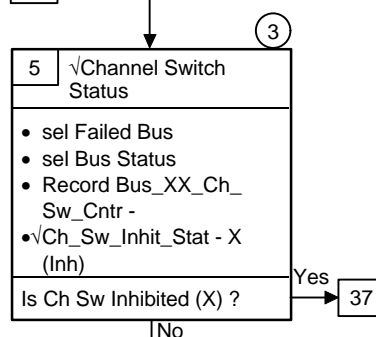 3
5
√Channel Switch
Status
• sel Failed Bus
• sel Bus Status
• Record Bus_XX_Ch_
Sw_Cntr -
•√Ch_Sw_Inhit_Stat - X
(Inh)
Is Ch Sw Inhibited (X) ?
Yes
37
No